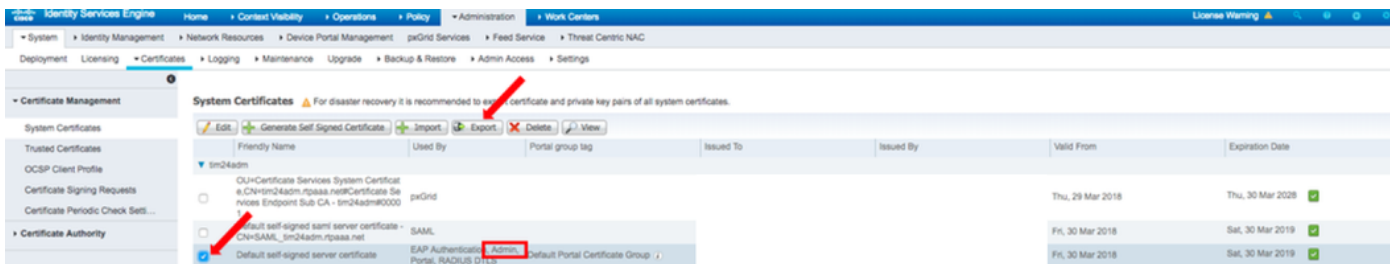 cisco Identity Services Engine Home Context Visibility Operations Policy Administration Work Centers License Warning
System Identity Management Network Resources Device Portal Management pxGrid Services Feed Service Threat Centric NAC
Deployment Licensing Certificates Logging Maintenance Upgrade Backup & Restore Admin Access Settings
Certificate Management
System Certificates
Trusted Certificates
OCSP Client Profile
Certificate Signing Requests
Certificate Periodic Check Setti...
Certificate Authority
System Certificates For disaster recovery it is recommended to certificate and private key pairs of all system certificates.
Edit Generate Self Signed Certificate Import Export Delete View
Friendly Name Used By Portal group tag Issued To Issued By Valid From Expiration Date
tim24adm
OU=Certificate Services System Certificat
e,CN=tim24adm.rtpaaa.net#Certificate Se
rvices Endpoint Sub CA - tim24adm#0000
1
pxGrid Thu, 29 Mar 2018 Thu, 30 Mar 2028
Default self-signed saml server certificate -
CN=SAML_tim24adm.rtpaaa.net
SAML Fri, 30 Mar 2018 Sat, 30 Mar 2019
Default self-signed server certificate
EAP Authentication, Admin,
Portal, RADIUS DTLS
Default Portal Certificate Group Fri, 30 Mar 2018 Sat, 30 Mar 2019